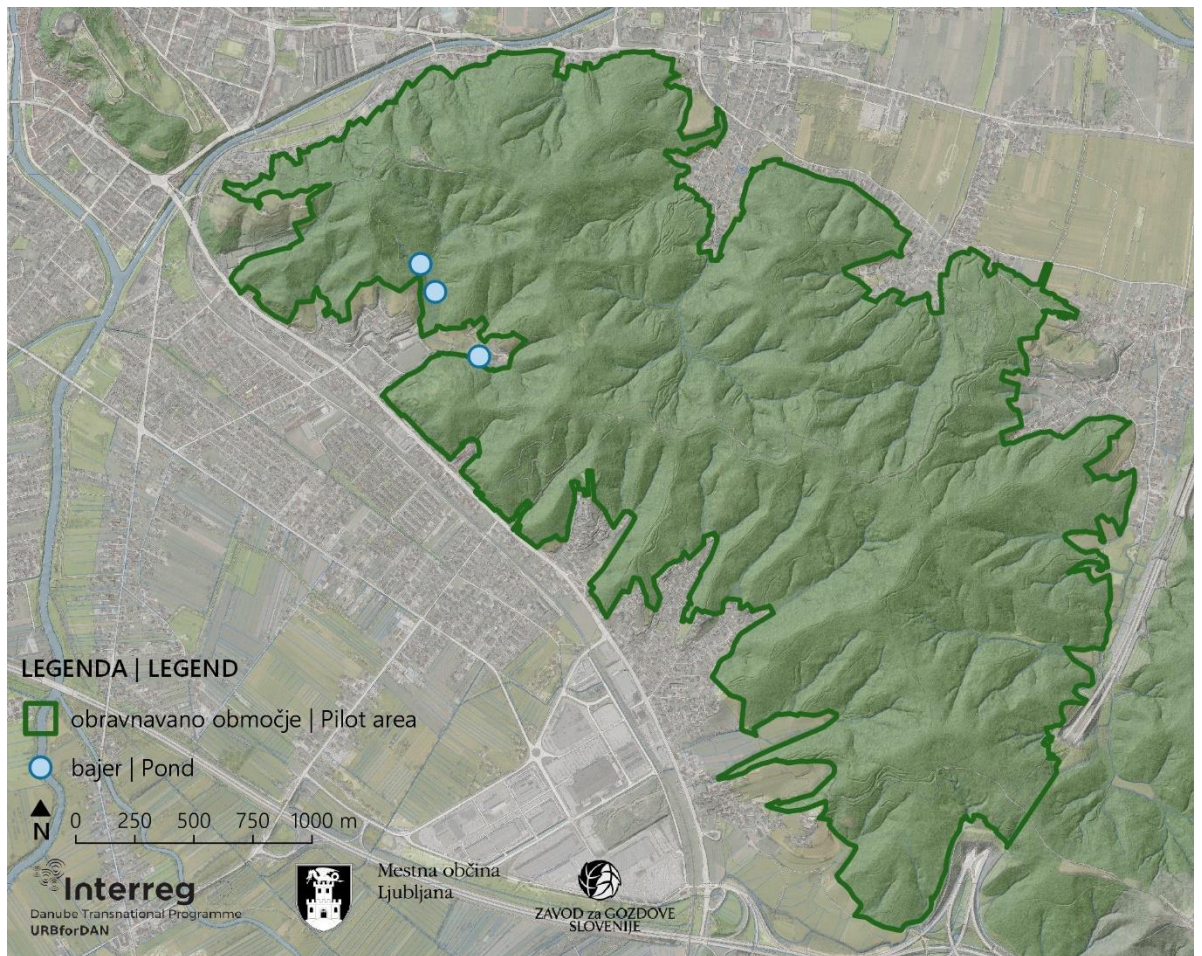 LEGENDA | LEGEND
obravnavano območje | Pilot area
bajer | Pond
N
0 250 500 750 1000 m
Interreg
Danube Transnational Programme
URBforDAN
Mestna občina
Ljubljana
ZAVOD za GOZDOVE
SLOVENIJE